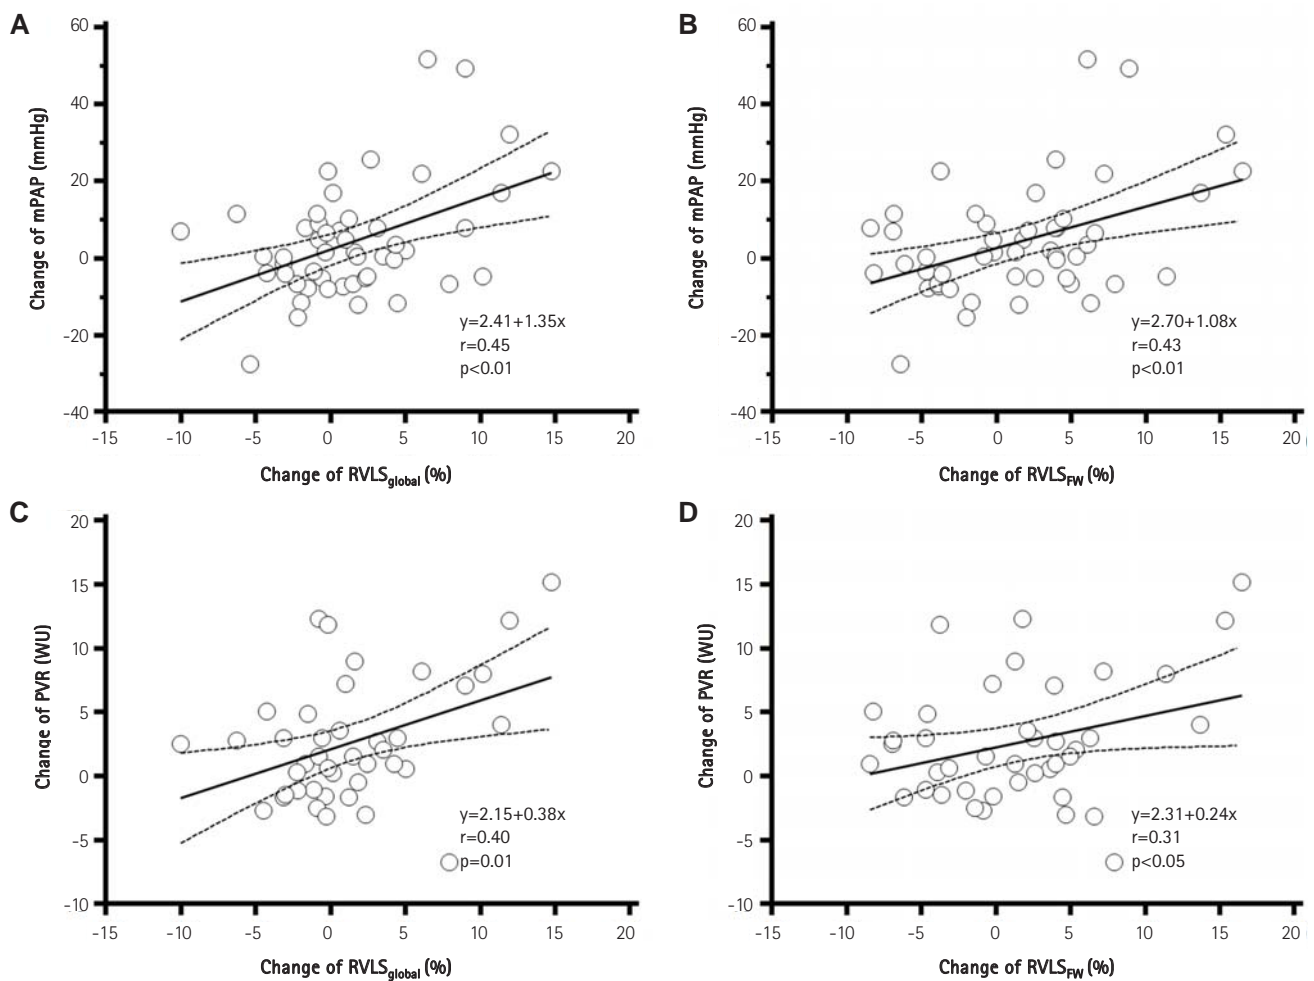 A
60
40
20
0
-20
-40
-15
-10
-5
0
5
10
15
20
Change of mPAP (mmHg)
y=2.41+1.35x
r=0.45
p<0.01
Change of RVLSglobal (%)
B
60
40
20
0
-20
-40
-15
-10
-5
0
5
10
15
20
Change of mPAP (mmHg)
y=2.70+1.08x
r=0.43
p<0.01
Change of RVLSFW (%)
C
20
15
10
5
0
-5
-10
-15
-10
-5
0
5
10
15
20
Change of PVR (WU)
y=2.15+0.38x
r=0.40
p=0.01
Change of RVLSglobal (%)
D
20
15
10
5
0
-5
-10
-15
-10
-5
0
5
10
15
20
Change of PVR (WU)
y=2.31+0.24x
r=0.31
p<0.05
Change of RVLSFW (%)